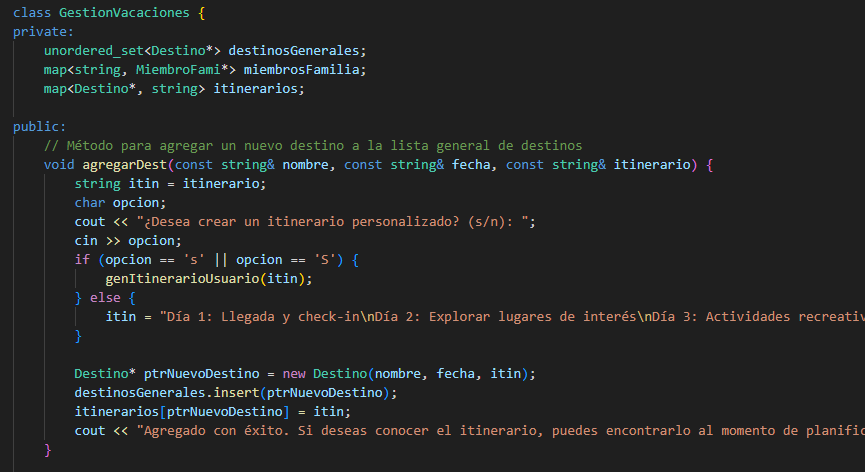 class GestionVacaciones {
private:
unordered_set<Destino*> destinosGenerales;
map<string, MiembroFami*> miembrosFamilia;
map<Destino*, string> itinerarios;
public:
// Método para agregar un nuevo destino a la lista general de destinos
void agregarDest(const string& nombre, const string& fecha, const string& itinerario) {
string itin = itinerario;
char opcion;
cout << "¿Desea crear un itinerario personalizado? (s/n): ";
cin >> opcion;
if (opcion == 's' || opcion == 'S') {
genItinerarioUsuario(itin);
} else {
itin = "Día 1: Llegada y check-in\nDía 2: Explorar lugares de interés\nDía 3: Actividades
}
Destino* ptrNuevoDestino = new Destino(nombre, fecha, itin);
destinosGenerales.insert(ptrNuevoDestino);
itinerarios[ptrNuevoDestino] = itin;
cout << "Agregado con éxito. Si deseas conocer el itinerario, puedes encontrarlo al momento de
}